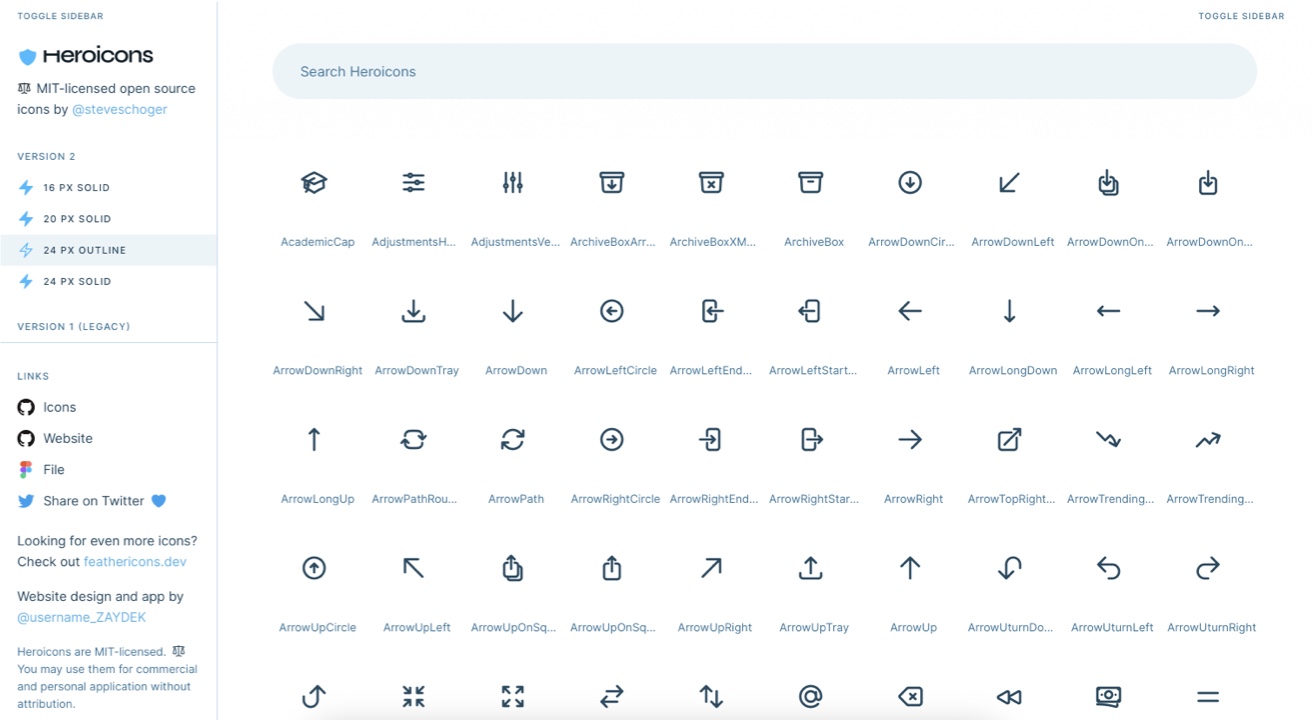 TOGGLE SIDEBAR
TOGGLE SIDEBAR
Heroicons
MIT-licensed open source
icons by @steveschoger
VERSION 2
16 PX SOLID
20 PX SOLID
24 PX OUTLINE
24 PX SOLID
VERSION 1 (LEGACY)
LINKS
Icons
Website
File
Share on Twitter
Looking for even more icons?
Check out feathericons.dev
Website design and app by
@username_ZAYDEK
Heroicons are MIT-licensed.
You may use them for commercial
and personal application without
attribution.
Search Heroicons
AcademicCap AdjustmentsH... AdjustmentsVe... ArchiveBoxArr... ArchiveBoxXM... ArchiveBox ArrowDownCir... ArrowDownLeft ArrowDownOn... ArrowDownOn...
ArrowDownRight ArrowDownTray ArrowDown ArrowLeftCircle ArrowLeftEnd... ArrowLeftStart... ArrowLeft ArrowLongDown ArrowLongLeft ArrowLongRight
ArrowLongUp ArrowPathRou... ArrowPath ArrowRightCircle ArrowRightEnd... ArrowRightStar... ArrowRight ArrowTopRight... ArrowTrending... ArrowTrending...
ArrowUpCircle ArrowUpLeft ArrowUpOnSq... ArrowUpOnSq... ArrowUpRight ArrowUpTray ArrowUp ArrowUturnDo... ArrowUturnLeft ArrowUturnRight